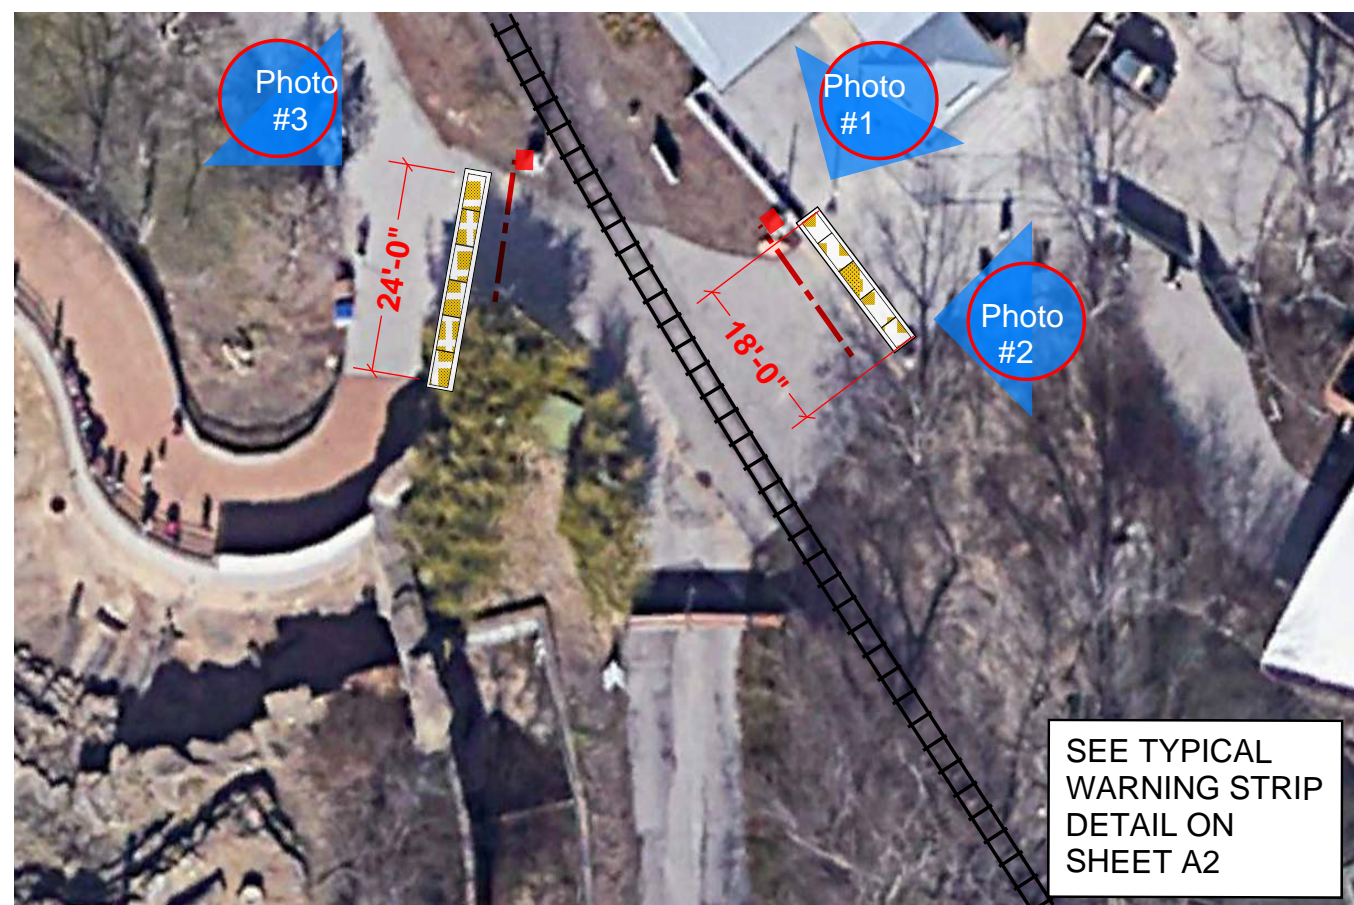 Photo
#3
Photo
#1
24'-0"
18'-0"
Photo
#2
SEE TYPICAL
WARNING STRIP
DETAIL ON
SHEET A2